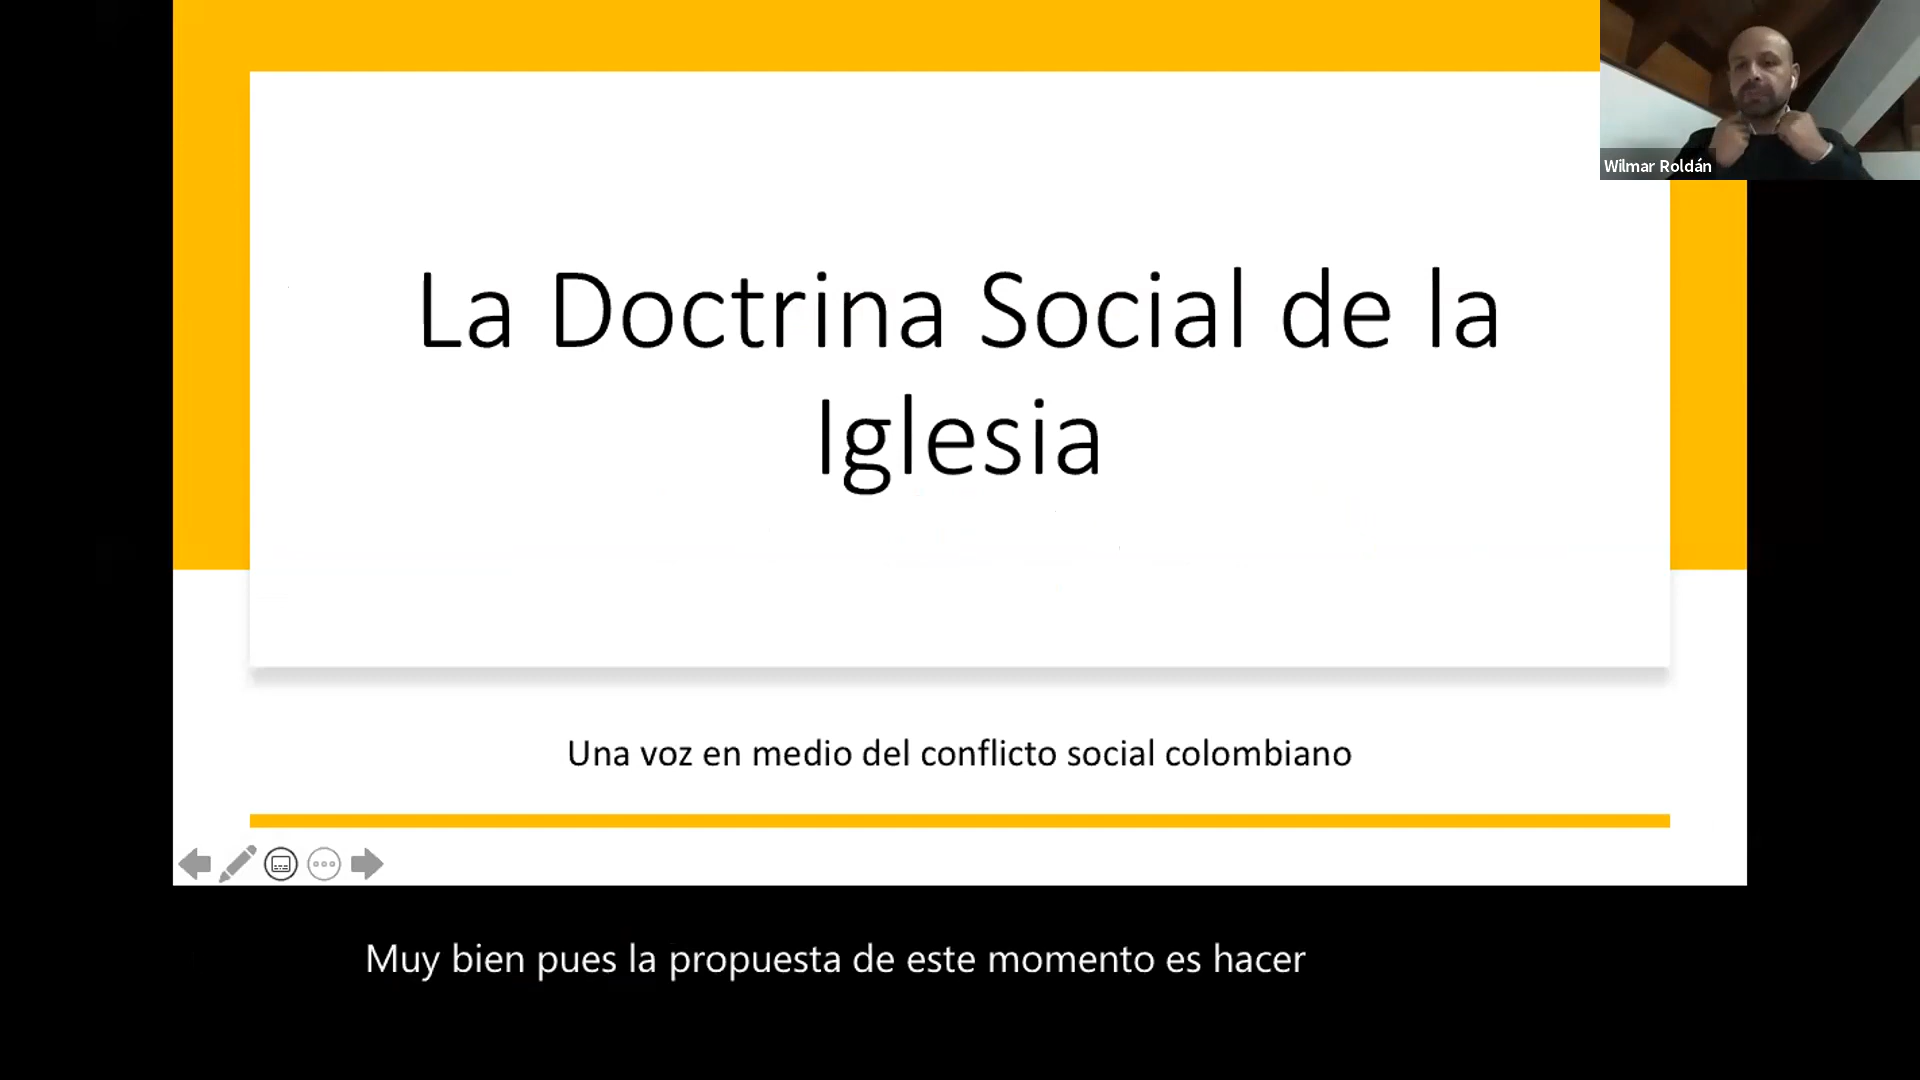 Wilmar Roldán
La Doctrina Social de la
Iglesia
Una voz en medio del conflicto social colombiano
Muy bien pues la propuesta de este momento es hacer